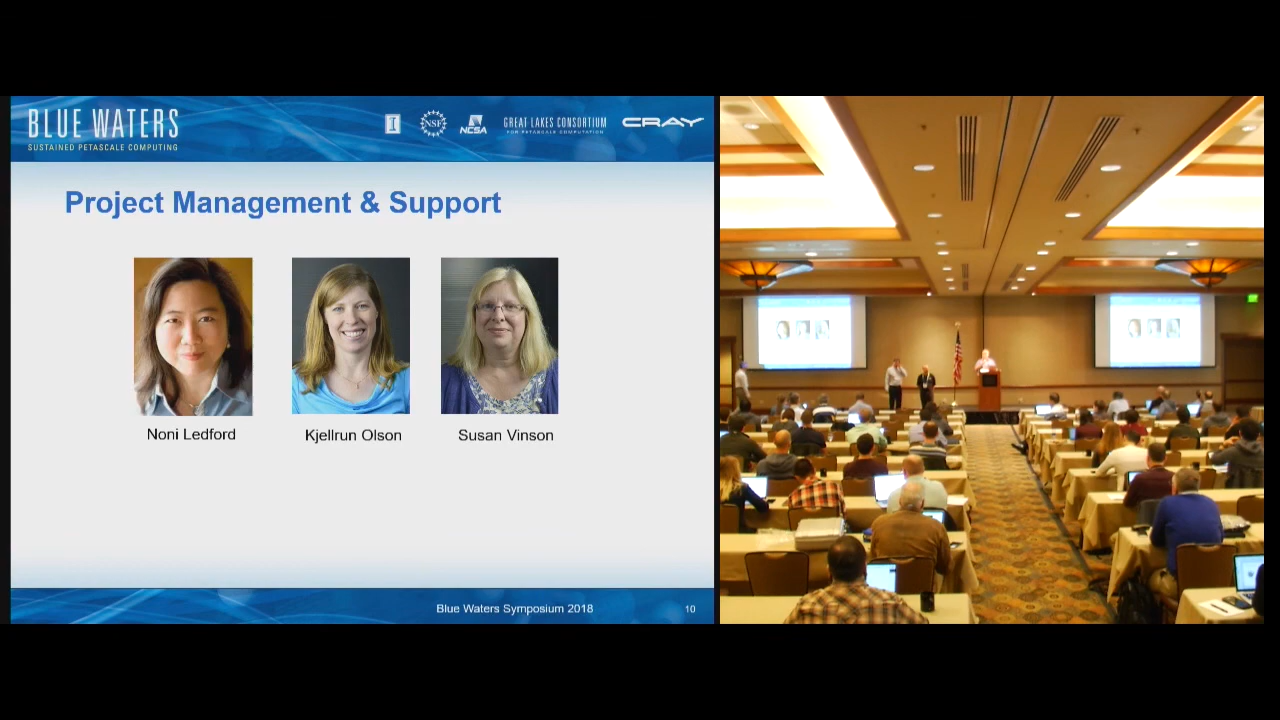 BLUE WATERS
SUSTAINED PETASCALE COMPUTING
I
NSF
NCSA
GREAT LAKES CONSORTIUM
FOR PETASCALE COMPUTATION
CRAY
Project Management & Support
Noni Ledford
Kjellrun Olson
Susan Vinson
Blue Waters Symposium 2018
10